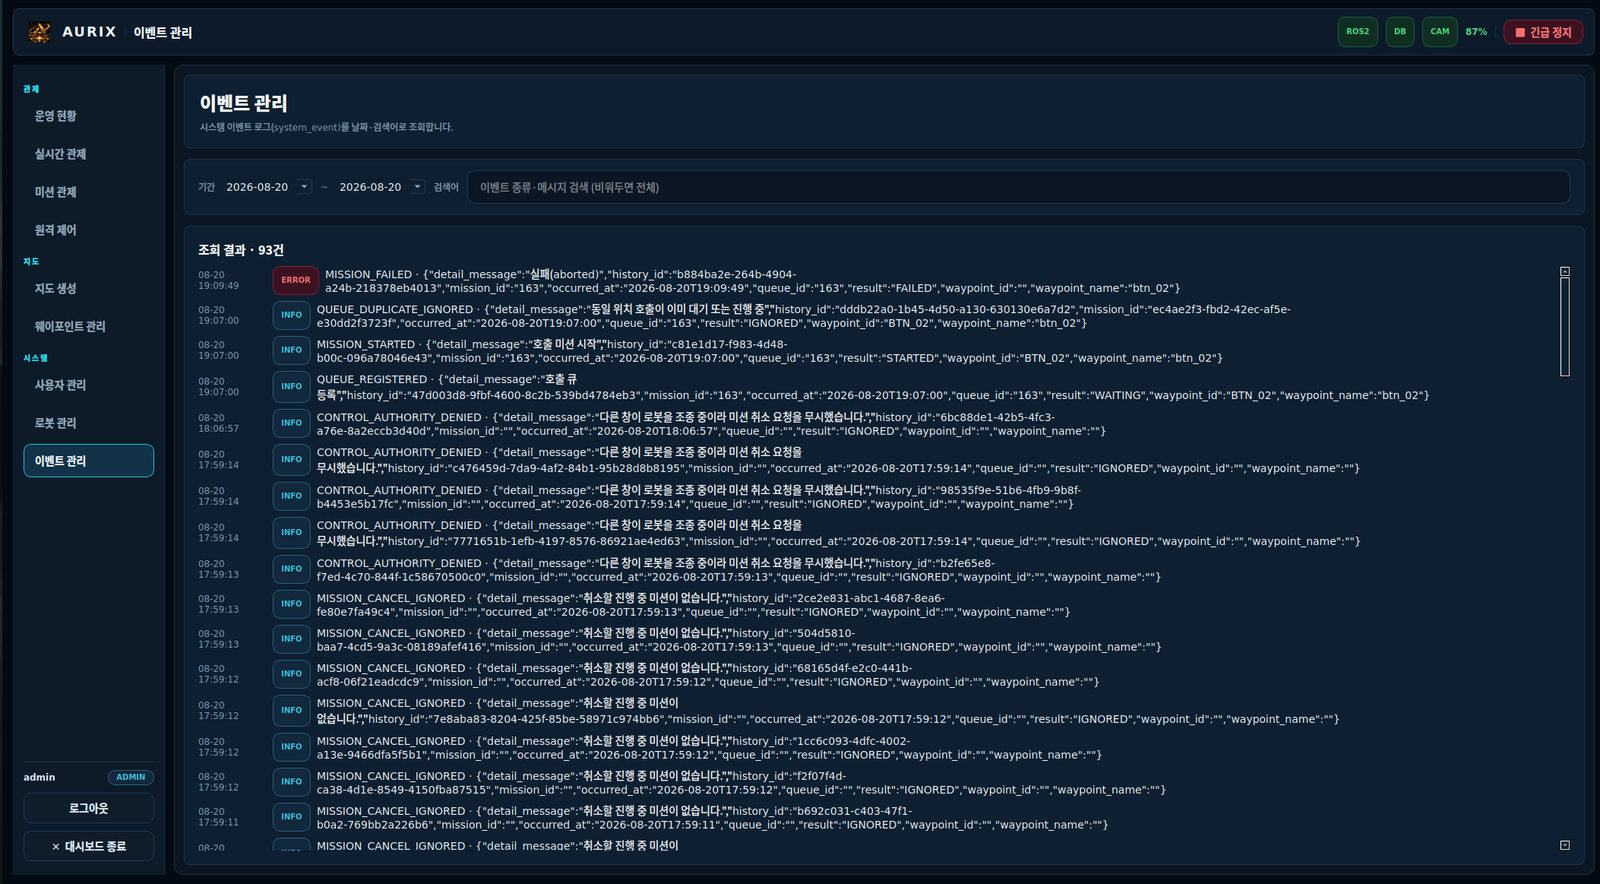 AURIX 이벤트 관리
ROS2 DB CAM 87% 긴급 정지
관제
운영 현황
실시간 관제
미션 관제
원격 제어
지도
지도 생성
웨이포인트 관리
시스템
사용자 관리
로봇 관리
이벤트 관리
admin ADMIN
로그아웃
× 대시보드 종료
이벤트 관리
시스템 이벤트 로그(system_event)를 날짜·검색어로 조회합니다.
기간 2026-08-20 ~ 2026-08-20 검색어 이벤트 종류·메시지 검색 (비워두면 전체)
조회 결과 · 93건
08-20
19:09:49
ERROR
MISSION_FAILED · {"detail_message":"실패(aborted)","history_id":"b884ba2e-264b-4904-
a24b-218378eb4013","mission_id":"163","occurred_at":"2026-08-20T19:09:49","queue_id":"163","result":"FAILED","waypoint_id":"","waypoint_name":"btn_02"}
08-20
19:07:00
INFO
QUEUE_DUPLICATE_IGNORED · {"detail_message":"동일 위치 호출이 이미 대기 또는 진행 중","history_id":"dddb22a0-1b45-4d50-a130-630130e6a7d2","mission_id":"ec4ae2f3-fbd2-42ec-af5e-
e30dd2f3723f","occurred_at":"2026-08-20T19:07:00","queue_id":"163","result":"IGNORED","waypoint_id":"BTN_02","waypoint_name":"btn_02"}
08-20
19:07:00
INFO
MISSION_STARTED · {"detail_message":"호출 미션 시작","history_id":"c81e1d17-f983-4d48-
b00c-096a78046e43","mission_id":"163","occurred_at":"2026-08-20T19:07:00","queue_id":"163","result":"STARTED","waypoint_id":"BTN_02","waypoint_name":"btn_02"}
08-20
19:07:00
INFO
QUEUE_REGISTERED · {"detail_message":"호출 큐
등록","history_id":"47d003d8-9fbf-4600-8c2b-539bd4784eb3","mission_id":"163","occurred_at":"2026-08-20T19:07:00","queue_id":"163","result":"WAITING","waypoint_id":"BTN_02","waypoint_name":"btn_02"}
08-20
18:06:57
INFO
CONTROL_AUTHORITY_DENIED · {"detail_message":"다른 창이 로봇을 조종 중이라 미션 취소 요청을 무시했습니다.","history_id":"6bc88de1-42b5-4fc3-
a76e-8a2eccb3d40d","mission_id":"","occurred_at":"2026-08-20T18:06:57","queue_id":"","result":"IGNORED","waypoint_id":"","waypoint_name":""}
08-20
17:59:14
INFO
CONTROL_AUTHORITY_DENIED · {"detail_message":"다른 창이 로봇을 조종 중이라 미션 취소 요청을
무시했습니다.","history_id":"c476459d-7da9-4af2-84b1-95b28d8b8195","mission_id":"","occurred_at":"2026-08-20T17:59:14","queue_id":"","result":"IGNORED","waypoint_id":"","waypoint_name":""}
08-20
17:59:14
INFO
CONTROL_AUTHORITY_DENIED · {"detail_message":"다른 창이 로봇을 조종 중이라 미션 취소 요청을 무시했습니다.","history_id":"98535f9e-51b6-4fb9-9b8f-
b4453e5b17fc","mission_id":"","occurred_at":"2026-08-20T17:59:14","queue_id":"","result":"IGNORED","waypoint_id":"","waypoint_name":""}
08-20
17:59:14
INFO
CONTROL_AUTHORITY_DENIED · {"detail_message":"다른 창이 로봇을 조종 중이라 미션 취소 요청을
무시했습니다.","history_id":"7771651b-1efb-4197-8576-86921ae4ed63","mission_id":"","occurred_at":"2026-08-20T17:59:14","queue_id":"","result":"IGNORED","waypoint_id":"","waypoint_name":""}
08-20
17:59:13
INFO
CONTROL_AUTHORITY_DENIED · {"detail_message":"다른 창이 로봇을 조종 중이라 미션 취소 요청을 무시했습니다.","history_id":"b2fe65e8-
f7ed-4c70-844f-1c58670500c0","mission_id":"","occurred_at":"2026-08-20T17:59:13","queue_id":"","result":"IGNORED","waypoint_id":"","waypoint_name":""}
08-20
17:59:13
INFO
MISSION_CANCEL_IGNORED · {"detail_message":"취소할 진행 중 미션이 없습니다.","history_id":"2ce2e831-abc1-4687-8ea6-
fe80e7fa49c4","mission_id":"","occurred_at":"2026-08-20T17:59:13","queue_id":"","result":"IGNORED","waypoint_id":"","waypoint_name":""}
08-20
17:59:13
INFO
MISSION_CANCEL_IGNORED · {"detail_message":"취소할 진행 중 미션이 없습니다.","history_id":"504d5810-
baa7-4cd5-9a3c-08189afef416","mission_id":"","occurred_at":"2026-08-20T17:59:13","queue_id":"","result":"IGNORED","waypoint_id":"","waypoint_name":""}
08-20
17:59:12
INFO
MISSION_CANCEL_IGNORED · {"detail_message":"취소할 진행 중 미션이 없습니다.","history_id":"68165d4f-e2c0-441b-
acf8-06f21eadcdc9","mission_id":"","occurred_at":"2026-08-20T17:59:12","queue_id":"","result":"IGNORED","waypoint_id":"","waypoint_name":""}
08-20
17:59:12
INFO
MISSION_CANCEL_IGNORED · {"detail_message":"취소할 진행 중 미션이
없습니다.","history_id":"7e8aba83-8204-425f-85be-58971c974bb6","mission_id":"","occurred_at":"2026-08-20T17:59:12","queue_id":"","result":"IGNORED","waypoint_id":"","waypoint_name":""}
08-20
17:59:12
INFO
MISSION_CANCEL_IGNORED · {"detail_message":"취소할 진행 중 미션이 없습니다.","history_id":"1cc6c093-4dfc-4002-
a13e-9466dfa5f5b1","mission_id":"","occurred_at":"2026-08-20T17:59:12","queue_id":"","result":"IGNORED","waypoint_id":"","waypoint_name":""}
08-20
17:59:12
INFO
MISSION_CANCEL_IGNORED · {"detail_message":"취소할 진행 중 미션이 없습니다.","history_id":"f2f07f4d-
ca38-4d1e-8549-4150fba87515","mission_id":"","occurred_at":"2026-08-20T17:59:12","queue_id":"","result":"IGNORED","waypoint_id":"","waypoint_name":""}
08-20
17:59:11
INFO
MISSION_CANCEL_IGNORED · {"detail_message":"취소할 진행 중 미션이 없습니다.","history_id":"b692c031-c403-47f1-
b0a2-769bb2a226b6","mission_id":"","occurred_at":"2026-08-20T17:59:11","queue_id":"","result":"IGNORED","waypoint_id":"","waypoint_name":""}
08-20
MISSION_CANCEL_IGNORED · {"detail_message":"취소할 진행 중 미션이